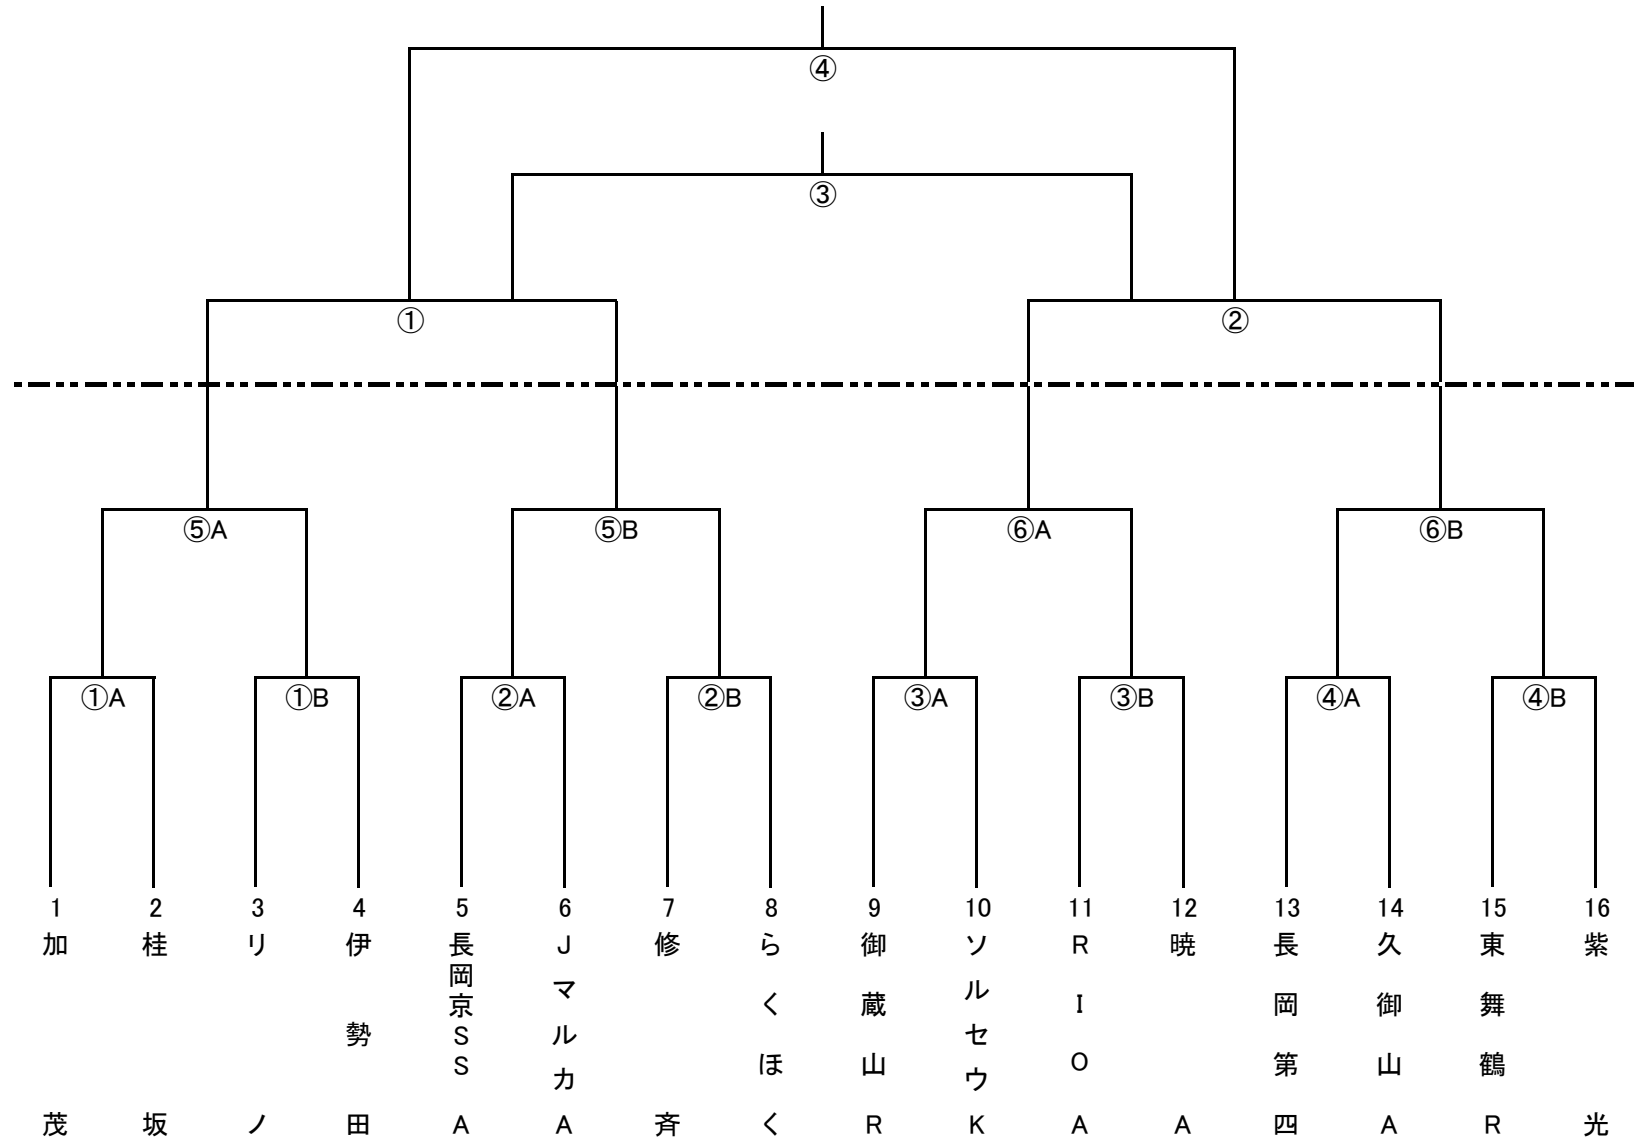 ④
③
① ②
⑤A ⑤B ⑥A ⑥B
①A ①B ②A ②B ③A ③B ④A ④B
1 2 3 4 5 6 7 8 9 10 11 12 13 14 15 16
加茂
桂坂
リノ
伊勢田
長岡京SSA
JマルカA
修斉
らくほく
御蔵山R
ソルセウK
RIOA
暁A
長岡第四
久御山A
東舞鶴R
紫光